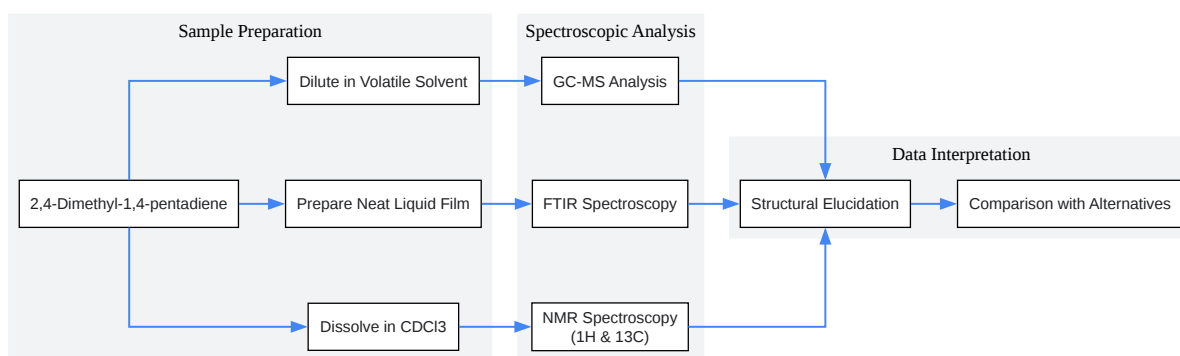 Sample Preparation
Spectroscopic Analysis
Dilute in Volatile Solvent
GC-MS Analysis
Data Interpretation
2,4-Dimethyl-1,4-pentadiene
Prepare Neat Liquid Film
FTIR Spectroscopy
Structural Elucidation
Comparison with Alternatives
Dissolve in CDCl3
NMR Spectroscopy
(1H & 13C)